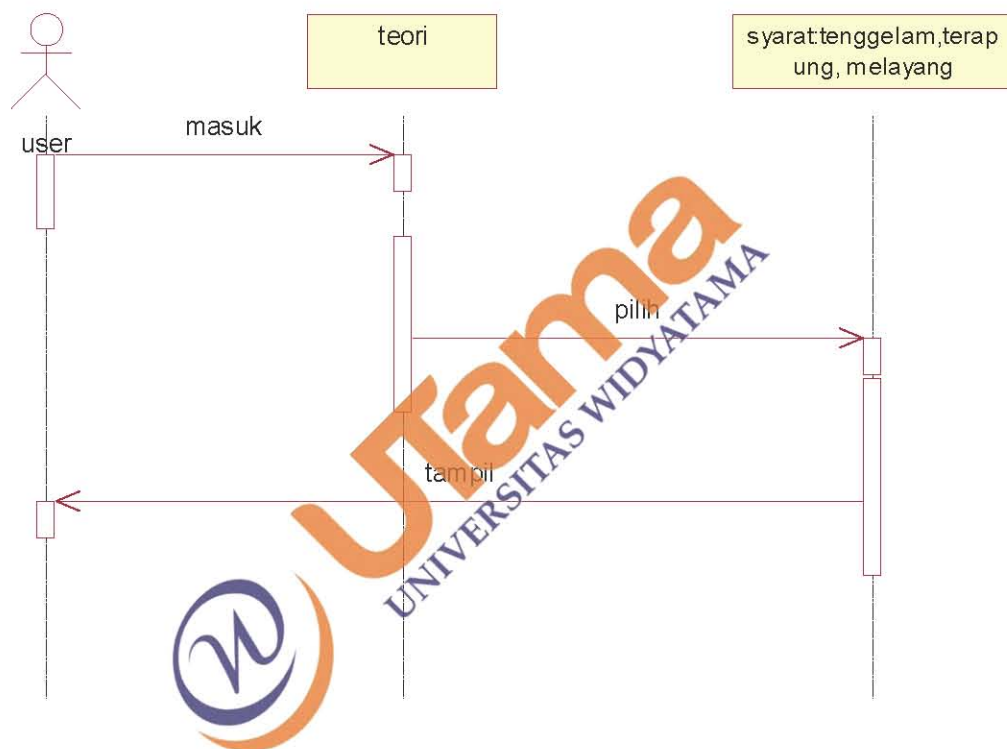 teori
syarat:tenggelam,terap
ung, melayang
user
masuk
pilih
tampil
UTama
UNIVERSITAS WIDYATAMA